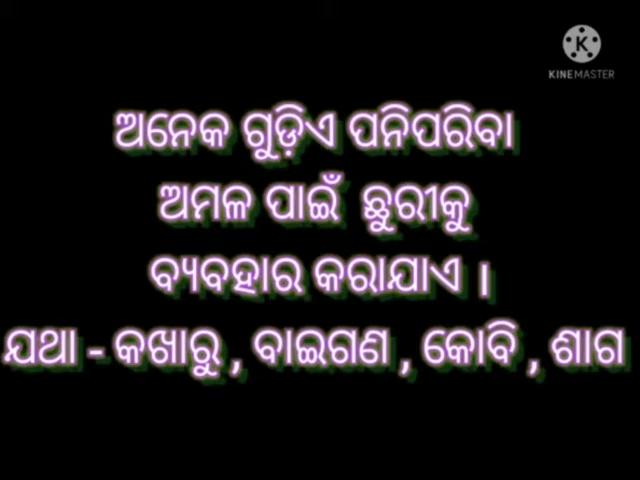 KINEMASTER
ଅନେକ ଗୁଡ଼ିଏ ପନିପରିବା
ଅମଳ ପାଇଁ ଛୁରୀକୁ
ବ୍ୟବହାର କରାଯାଏ ।
ଯଥା - କଖାରୁ , ବାଇଗଣ , କୋବି , ଶାଗ